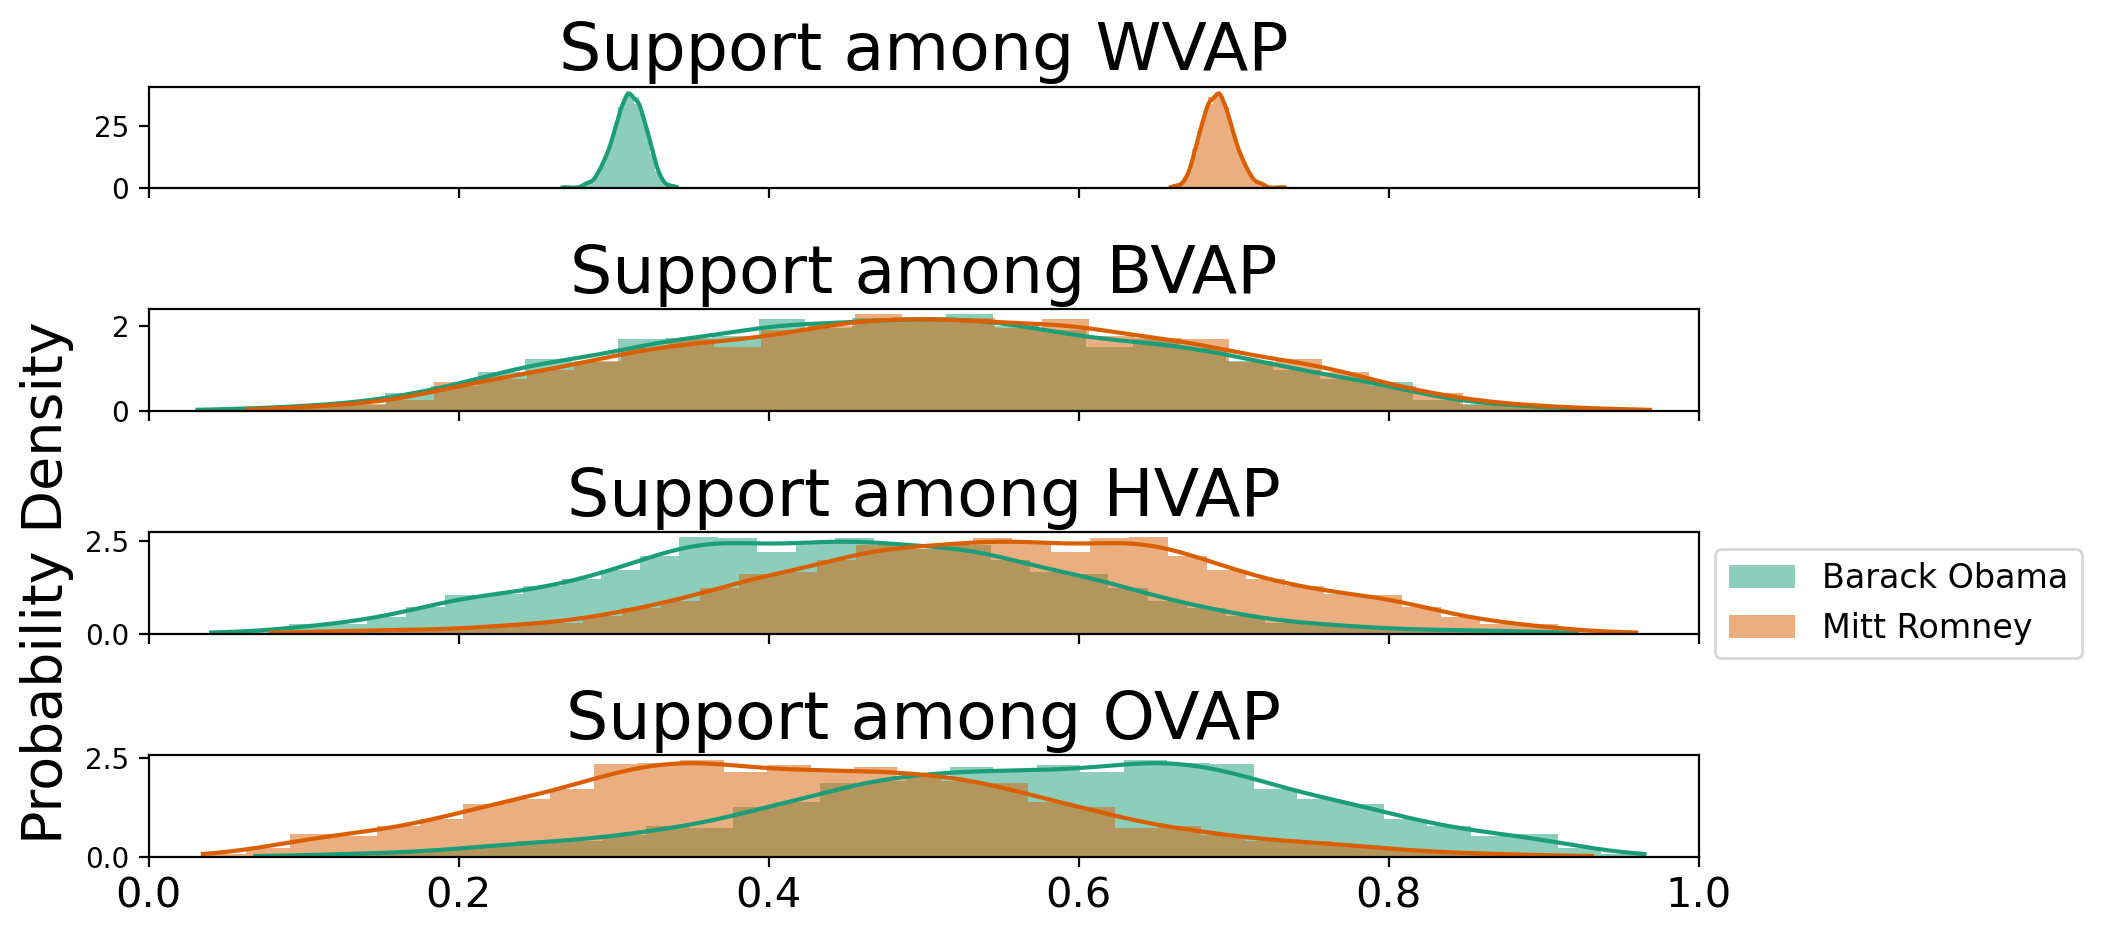 Support among WVAP
25
0
Support among BVAP
2
0
Support among HVAP
2.5
0.0
Support among OVAP
2.5
0.0
0.0 0.2 0.4 0.6 0.8 1.0
Probability Density
Barack Obama
Mitt Romney